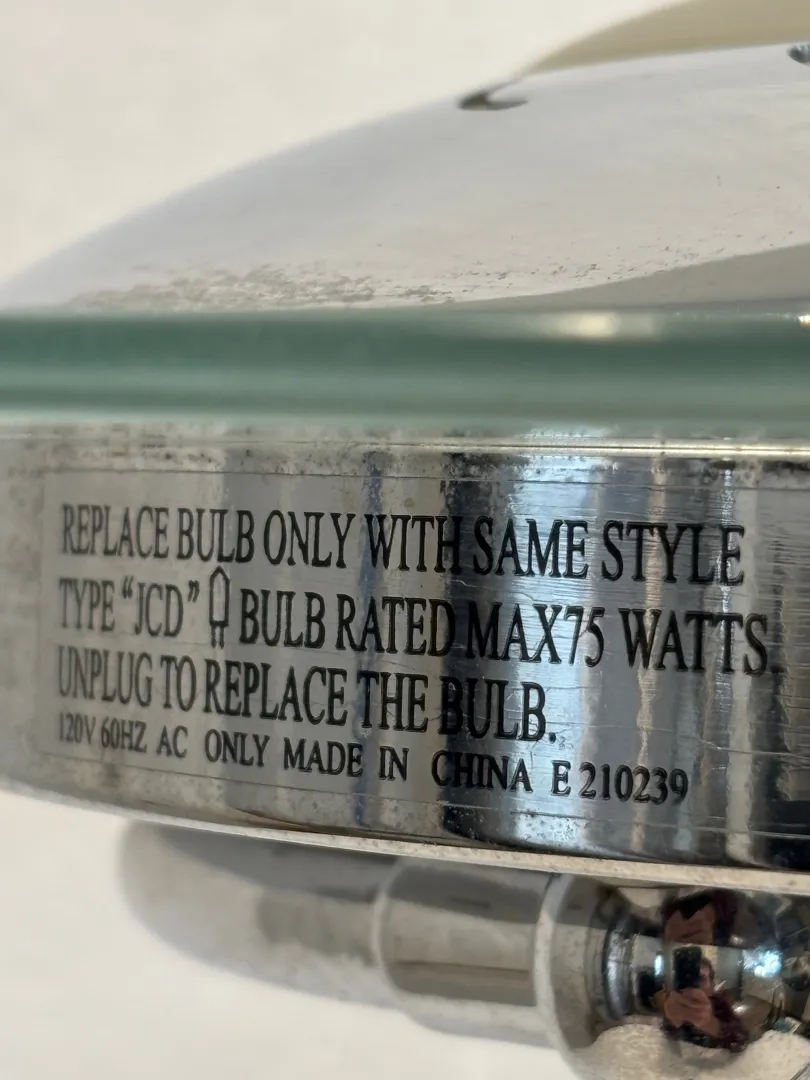 REPLACE BULB ONLY WITH SAME STYLE
TYPE “JCD” BULB RATED MAX75 WATTS.
UNPLUG TO REPLACE THE BULB.
120V 60HZ AC ONLY MADE IN CHINA E210239